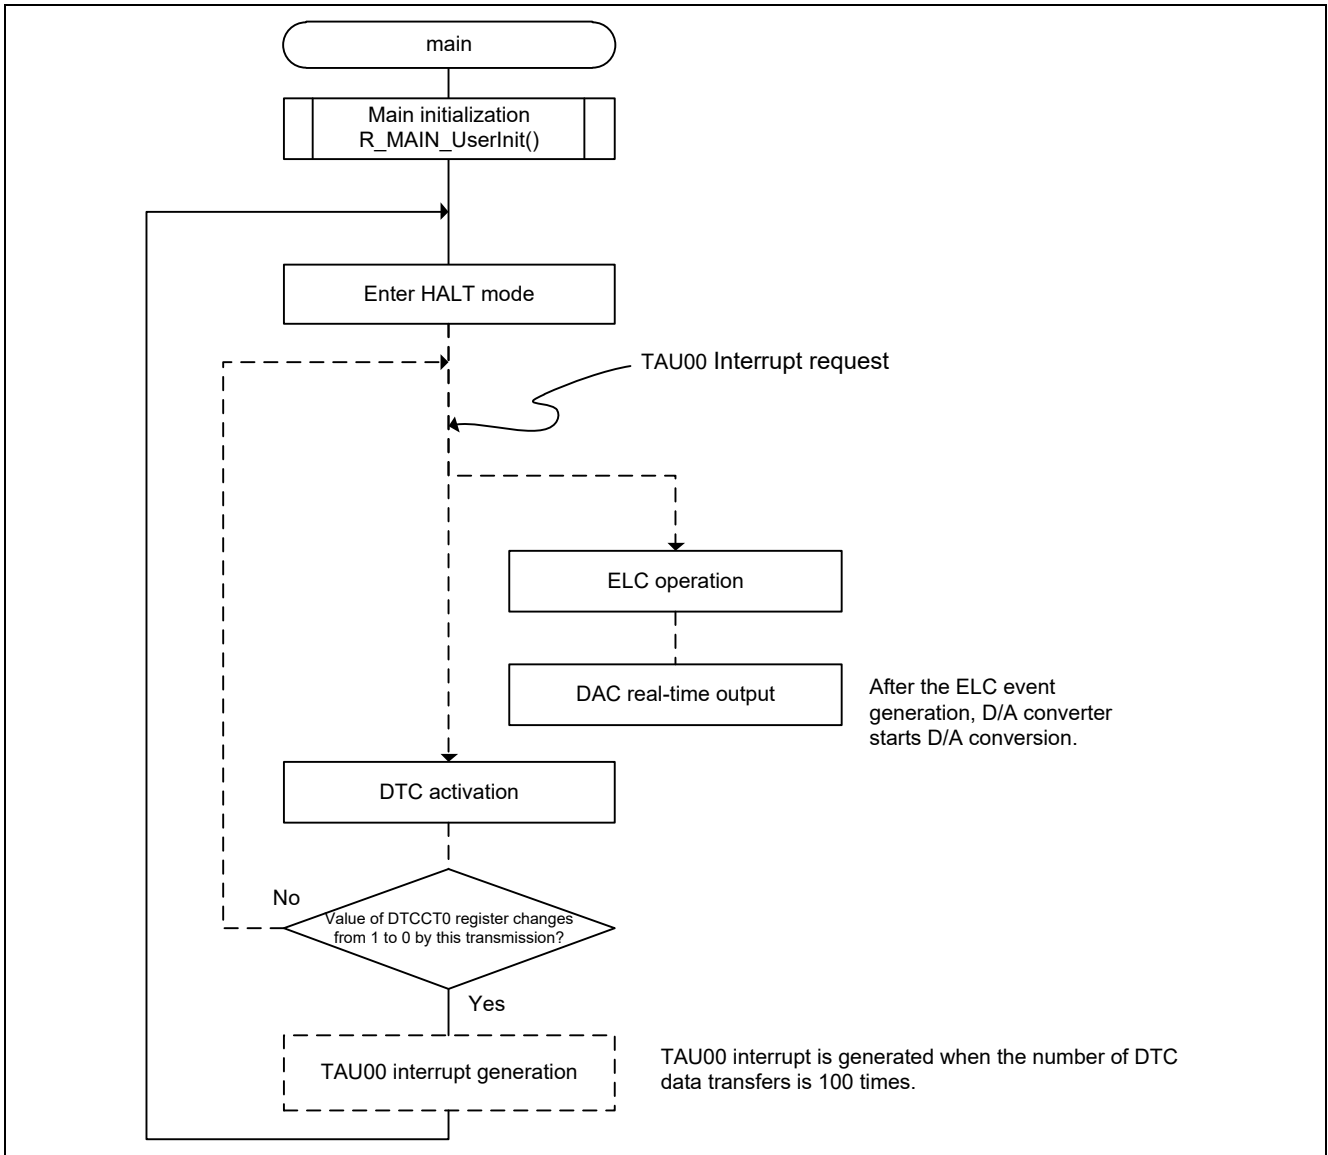 main
Main initialization
R_MAIN_UserInit()
Enter HALT mode
TAU00 Interrupt request
ELC operation
DAC real-time output
After the ELC event
generation, D/A converter
starts D/A conversion.
DTC activation
No
Value of DTCCT0 register changes
from 1 to 0 by this transmission?
Yes
TAU00 interrupt generation
TAU00 interrupt is generated when the number of DTC
data transfers is 100 times.